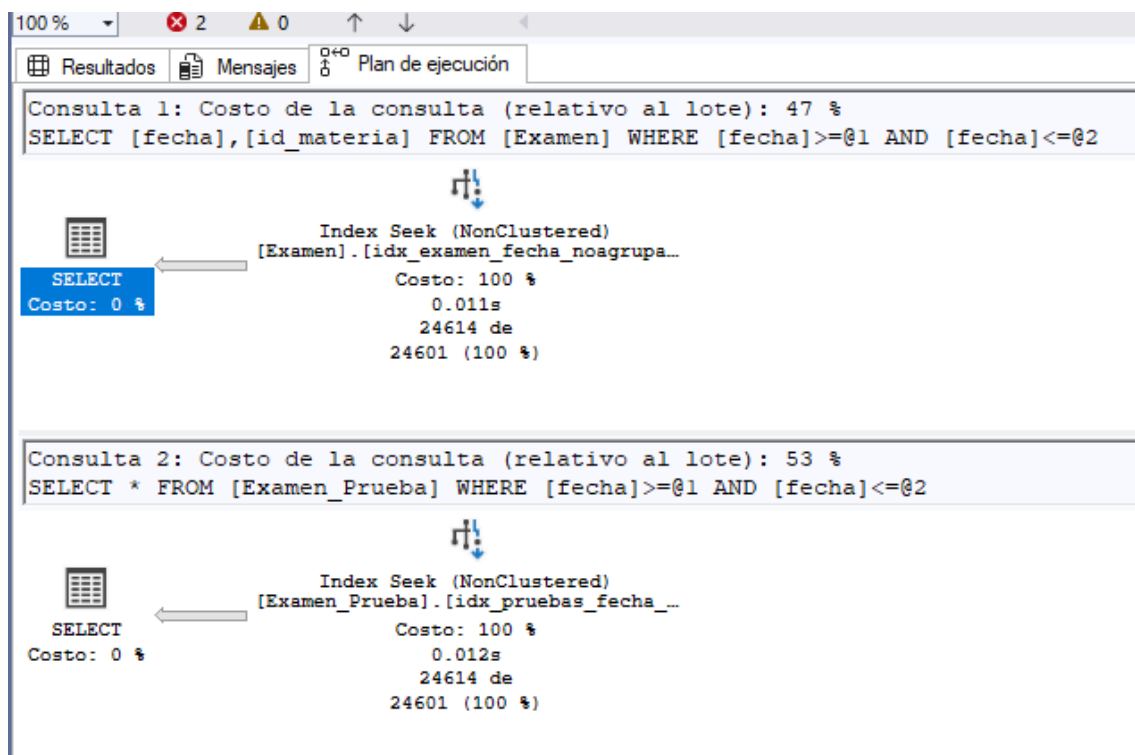 100 %
2
0
Resultados
Mensajes
Plan de ejecución
Consulta 1: Costo de la consulta (relativo al lote): 47 %
SELECT [fecha],[id_materia] FROM [Examen] WHERE [fecha]>=@1 AND [fecha]<=@2
Index Seek (NonClustered)
[Examen].[idx_examen_fecha_noagrupa…
SELECT
Costo: 0 %
Costo: 100 %
0.011s
24614 de
24601 (100 %)
Consulta 2: Costo de la consulta (relativo al lote): 53 %
SELECT * FROM [Examen_Prueba] WHERE [fecha]>=@1 AND [fecha]<=@2
Index Seek (NonClustered)
[Examen_Prueba].[idx_pruebas_fecha_…
SELECT
Costo: 0 %
Costo: 100 %
0.012s
24614 de
24601 (100 %)